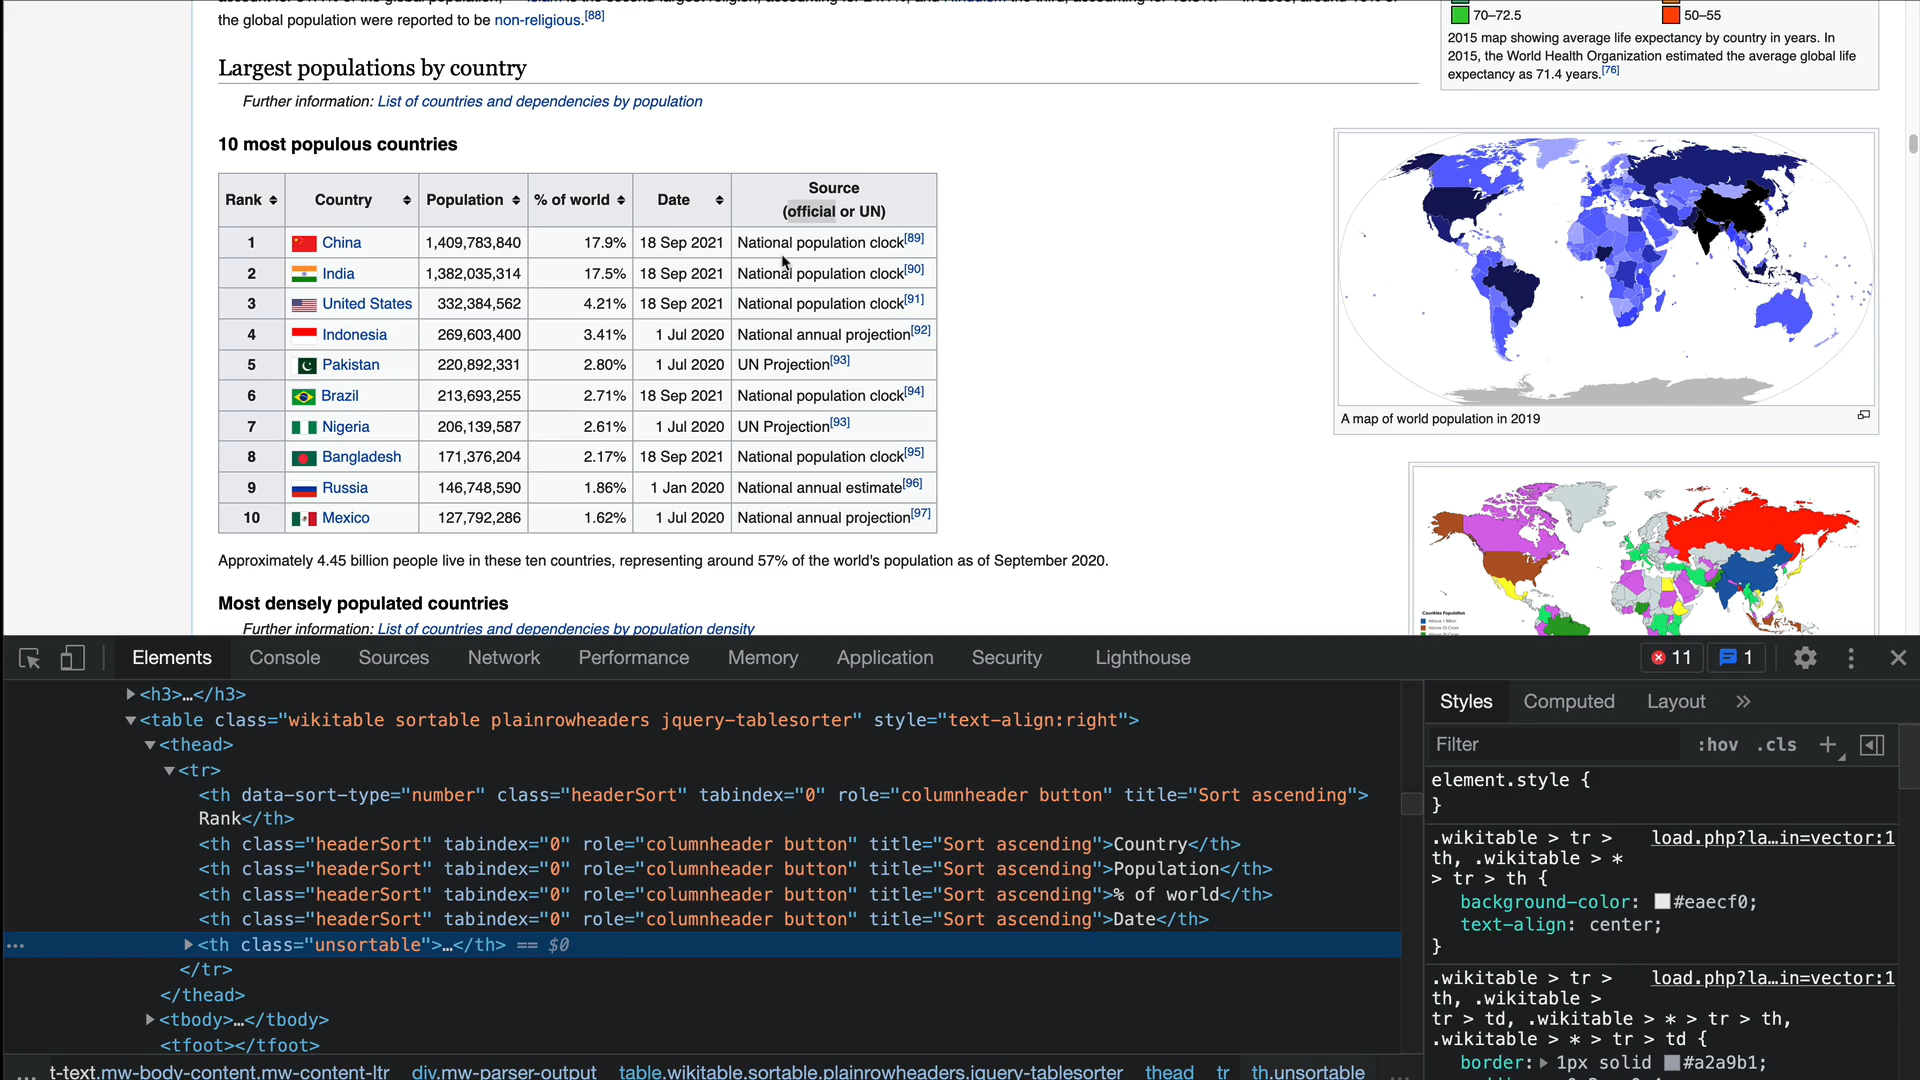 the global population were reported to be non-religious.[88]
70–72.5
50–55
2015 map showing average life expectancy by country in years. In
2015, the World Health Organization estimated the average global life
expectancy as 71.4 years.[76]
Largest populations by country
Further information: List of countries and dependencies by population
10 most populous countries
Rank Country Population % of world Date Source
(official or UN)
1 China 1,409,783,840 17.9% 18 Sep 2021 National population clock[89]
2 India 1,382,035,314 17.5% 18 Sep 2021 National population clock[90]
3 United States 332,384,562 4.21% 18 Sep 2021 National population clock[91]
4 Indonesia 269,603,400 3.41% 1 Jul 2020 National annual projection[92]
5 Pakistan 220,892,331 2.80% 1 Jul 2020 UN Projection[93]
6 Brazil 213,693,255 2.71% 18 Sep 2021 National population clock[94]
7 Nigeria 206,139,587 2.61% 1 Jul 2020 UN Projection[93]
8 Bangladesh 171,376,204 2.17% 18 Sep 2021 National population clock[95]
9 Russia 146,748,590 1.86% 1 Jan 2020 National annual estimate[96]
10 Mexico 127,792,286 1.62% 1 Jul 2020 National annual projection[97]
A map of world population in 2019
Approximately 4.45 billion people live in these ten countries, representing around 57% of the world's population as of September 2020.
Most densely populated countries
Further information: List of countries and dependencies by population density
Countries Population
Elements Console Sources Network Performance Memory Application Security Lighthouse 11 1
<h3>…</h3>
<table class="wikitable sortable plainrowheaders jquery-tablesorter" style="text-align:right">
<thead>
<tr>
<th data-sort-type="number" class="headerSort" tabindex="0" role="columnheader button" title="Sort ascending">
Rank</th>
<th class="headerSort" tabindex="0" role="columnheader button" title="Sort ascending">Country</th>
<th class="headerSort" tabindex="0" role="columnheader button" title="Sort ascending">Population</th>
<th class="headerSort" tabindex="0" role="columnheader button" title="Sort ascending">% of world</th>
<th class="headerSort" tabindex="0" role="columnheader button" title="Sort ascending">Date</th>
… <th class="unsortable">…</th> == $0
</tr>
</thead>
<tbody>…</tbody>
<tfoot></tfoot>
… t-text.mw-body-content.mw-content-ltr div.mw-parser-output table.wikitable.sortable.plainrowheaders.jquery-tablesorter thead tr th.unsortable …
Styles Computed Layout »
Filter :hov .cls +
element.style {
}
.wikitable > tr > load.php?la…in=vector:1
th, .wikitable > *
> tr > th {
background-color: #eaecf0;
text-align: center;
}
.wikitable > tr > load.php?la…in=vector:1
th, .wikitable >
tr > td, .wikitable > * > tr > th,
.wikitable > * > tr > td {
border: 1px solid #a2a9b1;